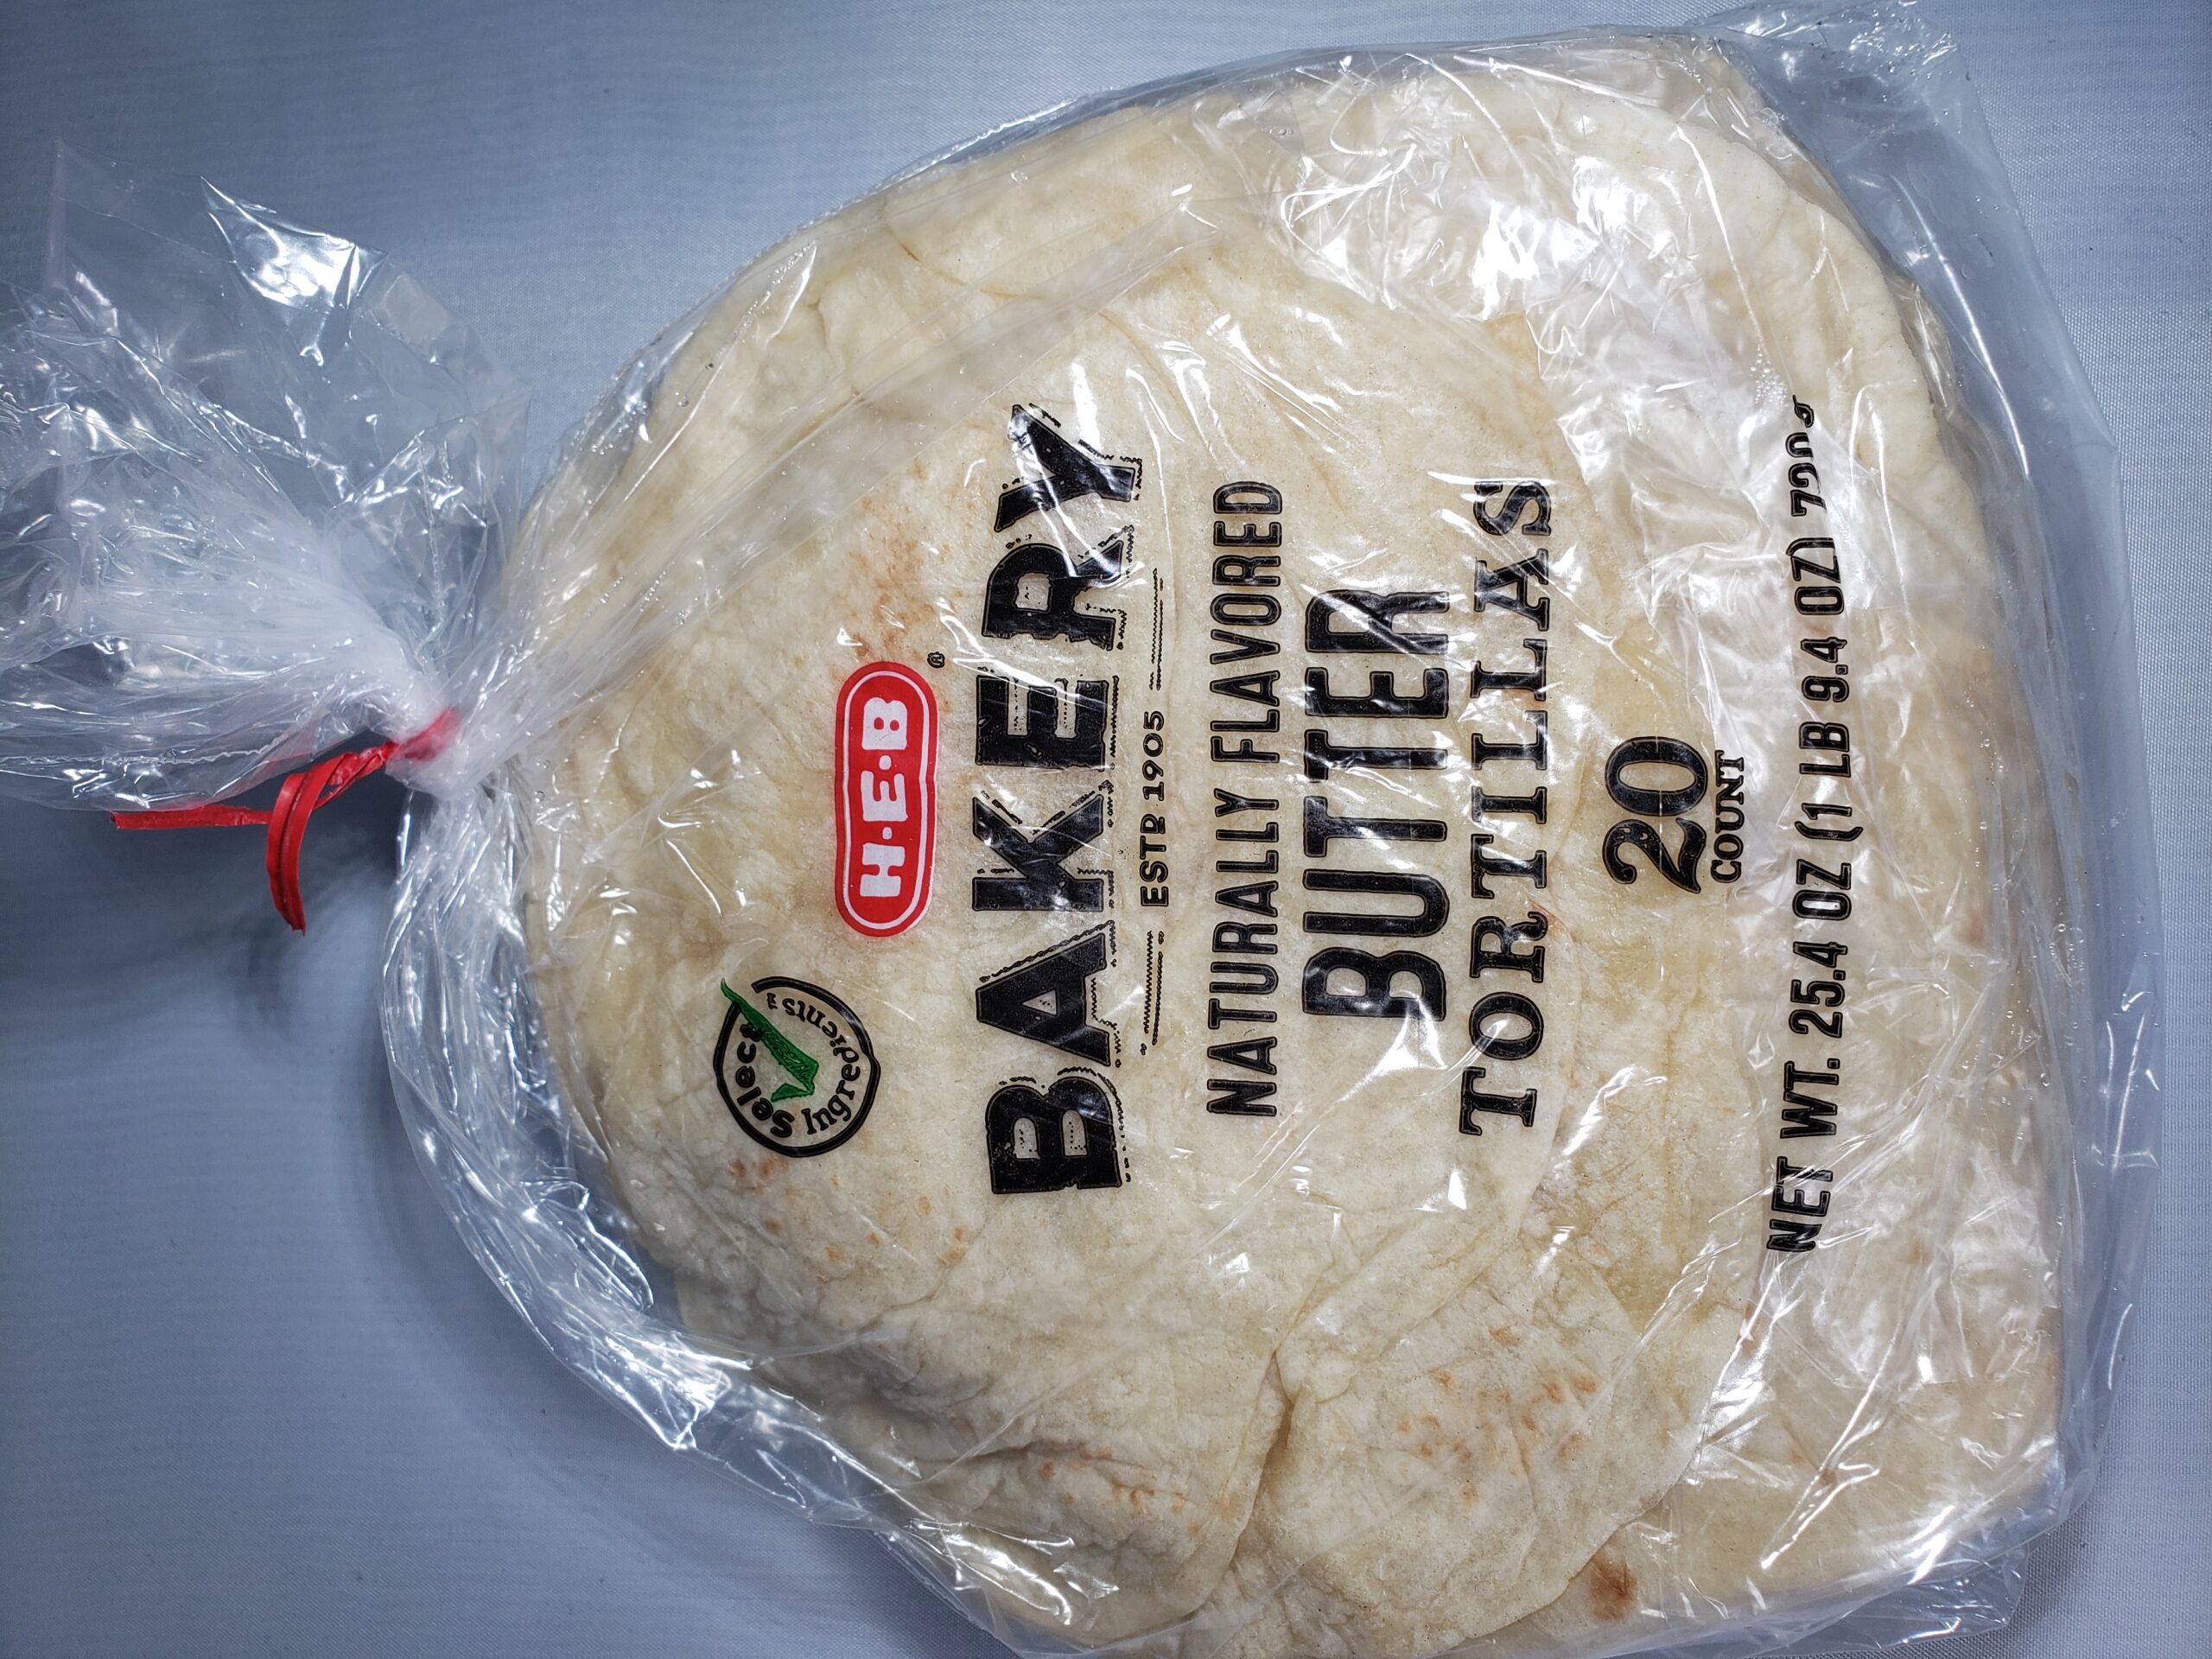 Select Ingredients
H-E-B®
BAKERY
ESTD 1905
NATURALLY FLAVORED
BUTTER
TORTILLAS
20
COUNT
NET WT. 25.4 OZ (1 LB 9.4 OZ) 720g